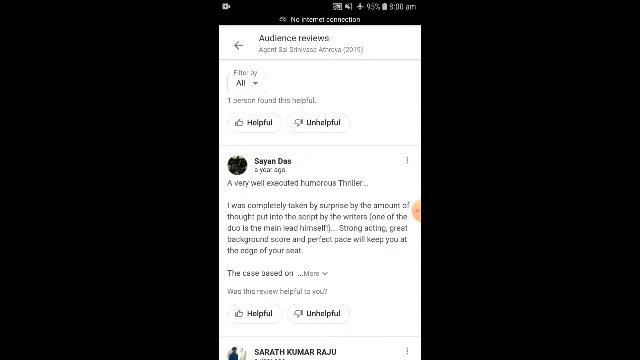 95% 8:00 am
No internet connection
Audience reviews
Agent Sai Srinivasa Athreya (2019)
Filter by
All
1 person found this helpful.
Helpful Unhelpful
Sayan Das
a year ago
A very well executed humorous Thriller...
I was completely taken by surprise by the amount of
thought put into the script by the writers (one of the
duo is the main lead himself!)... Strong acting, great
background score and perfect pace will keep you at
the edge of your seat.
The case based on ...More
Was this review helpful to you?
Helpful Unhelpful
SARATH KUMAR RAJU